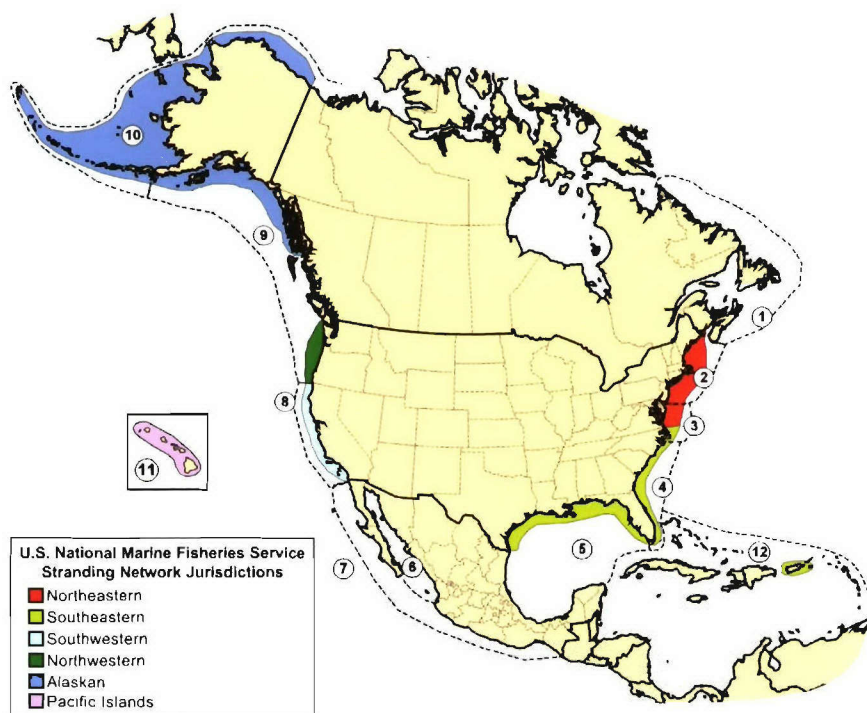 10
9
1
2
8
3
11
4
5
12
7
6
U.S. National Marine Fisheries Service
Stranding Network Jurisdictions
Northeastern
Southeastern
Southwestern
Northwestern
Alaskan
Pacific Islands